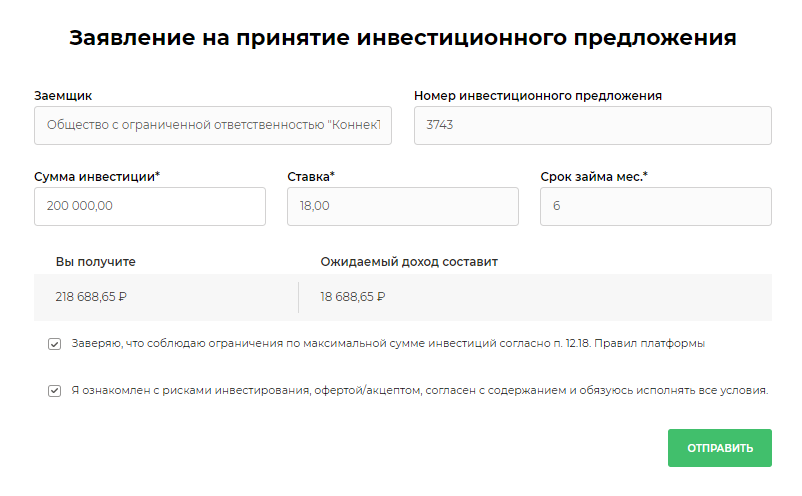 Заявление на принятие инвестиционного предложения
Заемщик
Номер инвестиционного предложения
Общество с ограниченной ответственностью "Коннек
3743
Сумма инвестиции*
Ставка*
Срок займа мес.*
200 000,00
18,00
6
Вы получите
Ожидаемый доход составит
218 688,65 ₽
18 688,65 ₽
Заверяю, что соблюдаю ограничения по максимальной сумме инвестиций согласно п. 12.18. Правил платформы
Я ознакомлен с рисками инвестирования, офертой/акцептом, согласен с содержанием и обязуюсь исполнять все условия.
ОТПРАВИТЬ